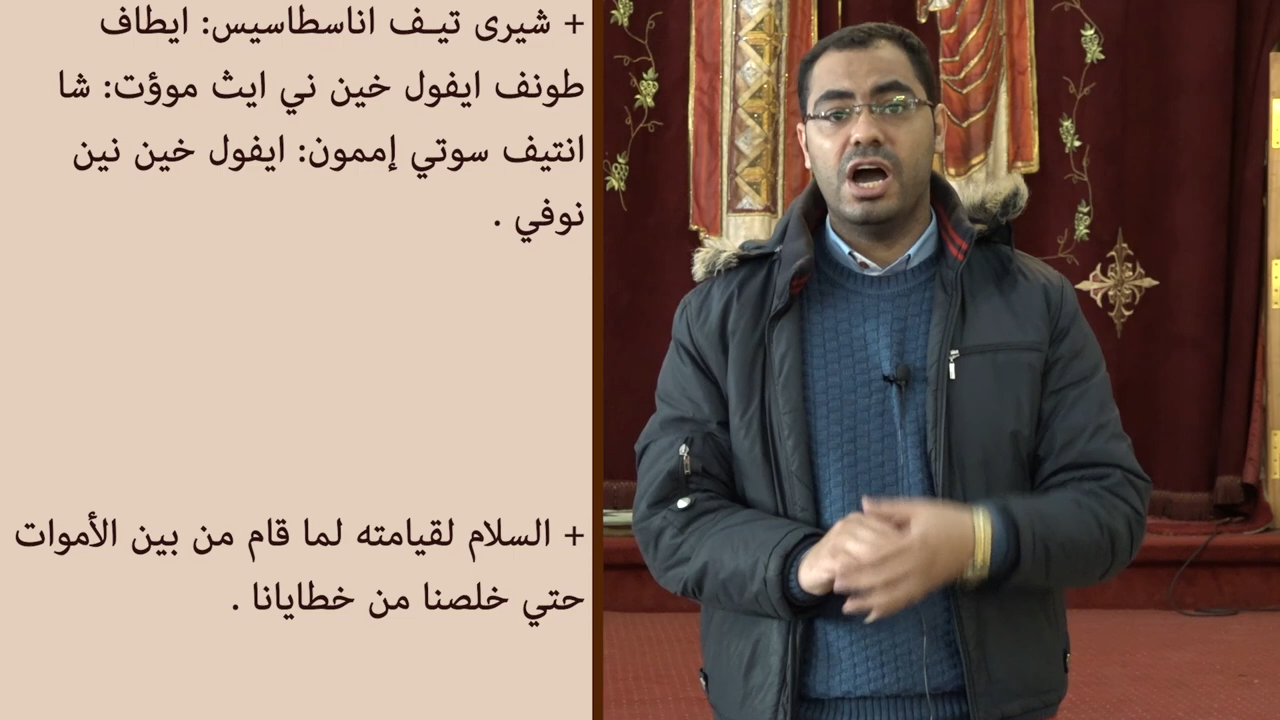 + شيرى تيـف اناسطاسيس: ايطاف
طونف ايفول خين ني ايث موؤت: شا
انتيف سوتي إممون: ايفول خين نين
نوفي .
+ السلام لقيامته لما قام من بين الأموات
حتي خلصنا من خطايانا .